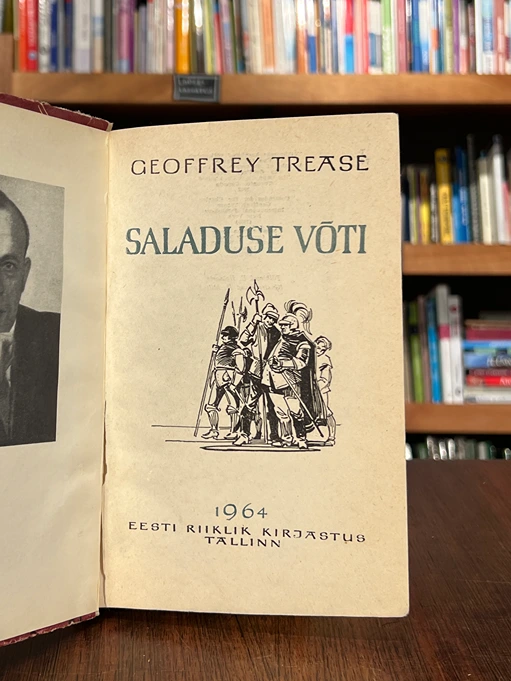 GEOFFREY TREASE
SALADUSE VÕTI
1964
EESTI RIIKLIK KIRJASTUS
TALLINN